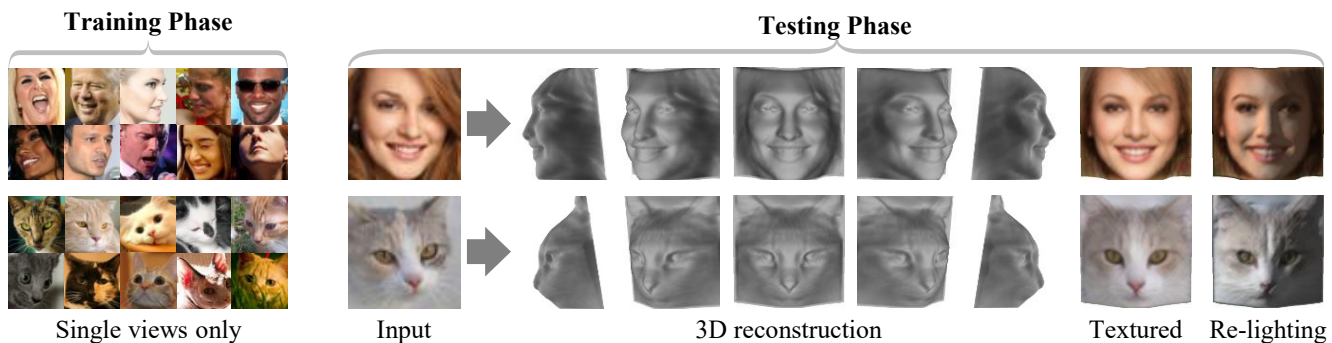 Training Phase
Testing Phase
Single views only
Input
3D reconstruction
Textured
Re-lighting